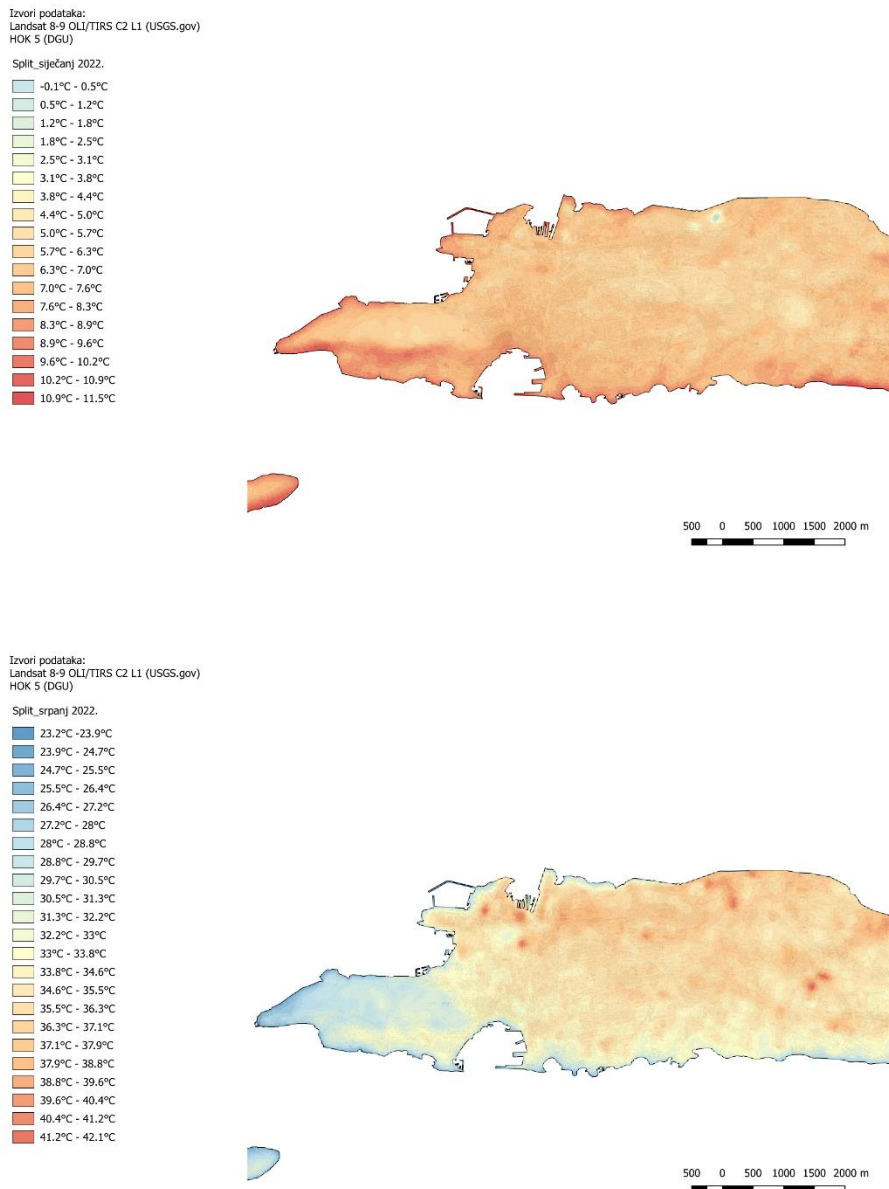 Izvori podataka:
Landsat 8-9 OLI/TIRS C2 L1 (USGS.gov)
HOK 5 (DGU)
Split_siječanj 2022.
-0.1°C - 0.5°C
0.5°C - 1.2°C
1.2°C - 1.8°C
1.8°C - 2.5°C
2.5°C - 3.1°C
3.1°C - 3.8°C
3.8°C - 4.4°C
4.4°C - 5.0°C
5.0°C - 5.7°C
5.7°C - 6.3°C
6.3°C - 7.0°C
7.0°C - 7.6°C
7.6°C - 8.3°C
8.3°C - 8.9°C
8.9°C - 9.6°C
9.6°C - 10.2°C
10.2°C - 10.9°C
10.9°C - 11.5°C
500 0 500 1000 1500 2000 m
Izvori podataka:
Landsat 8-9 OLI/TIRS C2 L1 (USGS.gov)
HOK 5 (DGU)
Split_srpanj 2022.
23.2°C -23.9°C
23.9°C - 24.7°C
24.7°C - 25.5°C
25.5°C - 26.4°C
26.4°C - 27.2°C
27.2°C - 28°C
28°C - 28.8°C
28.8°C - 29.7°C
29.7°C - 30.5°C
30.5°C - 31.3°C
31.3°C - 32.2°C
32.2°C - 33°C
33°C - 33.8°C
33.8°C - 34.6°C
34.6°C - 35.5°C
35.5°C - 36.3°C
36.3°C - 37.1°C
37.1°C - 37.9°C
37.9°C - 38.8°C
38.8°C - 39.6°C
39.6°C - 40.4°C
40.4°C - 41.2°C
41.2°C - 42.1°C
500 0 500 1000 1500 2000 m